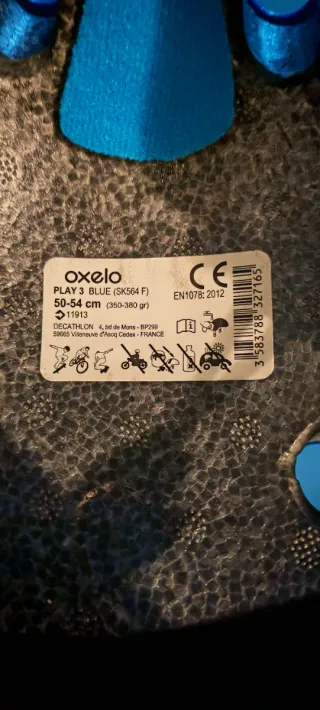 oxelo
CE
PLAY 3 BLUE (SK564 F)
EN1078: 2012
50-54 cm (350-380 gr)
11913
DECATHLON 4, bd de Mons - BP299
59665 Villeneuve d'Ascq Cedex - FRANCE
3 583788 327165